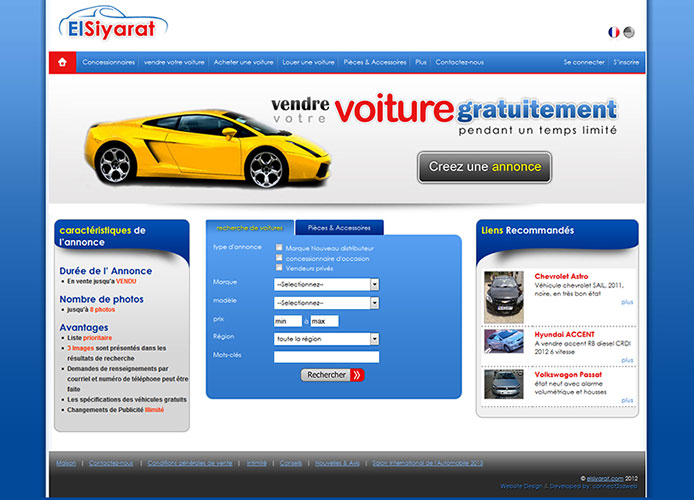 ElSiyarat
Concessionnaires | vendre votre voiture | Acheter une voiture | Louer une voiture | Pièces & Accessoires | Plus | Contactez-nous
Se connecter | S'inscrire
vendre votre voiture gratuitement
pendant un temps limité
Creez une annonce
caractéristiques de
l'annonce
Durée de l' Annonce
En vente jusqu'a VENDU
Nombre de photos
jusqu'à 8 photos
Avantages
Liste prioritaire
3 Images sont présentés dans les
résultats de recherche
Demandes de renseignements par
courriel et numéro de téléphone peut être
faite
Les spécifications des véhicules gratuits
Changements de Publicité Illimité
recherche de voitures
Pièces & Accessoires
type d'annonce
Marque Nouveau distributeur
concessionnaire d'occasion
Vendeurs privés
Marque
--Selectionnez--
modèle
--Selectionnez--
prix
min à max
Région
toute la région
Mots-clés
Rechercher
Liens Recommandés
Chevrolet Astro
Véhicule chevrolet SAIL, 2011,
noire, en très bon état
plus
Hyundai ACCENT
A vendre accent RB diesel CRDI
2012 6 vitesse
plus
Volkswagen Passat
état neuf avec alarme
volumétrique et housses
plus
Maison | Contactez-nous | Conditions générales de vente | Intimité | Conseils | Nouvelles & Avis | Salon International de l'Automobile 2013
© elsiyarat.com 2012
Website Design & Developed by: connect2saweb